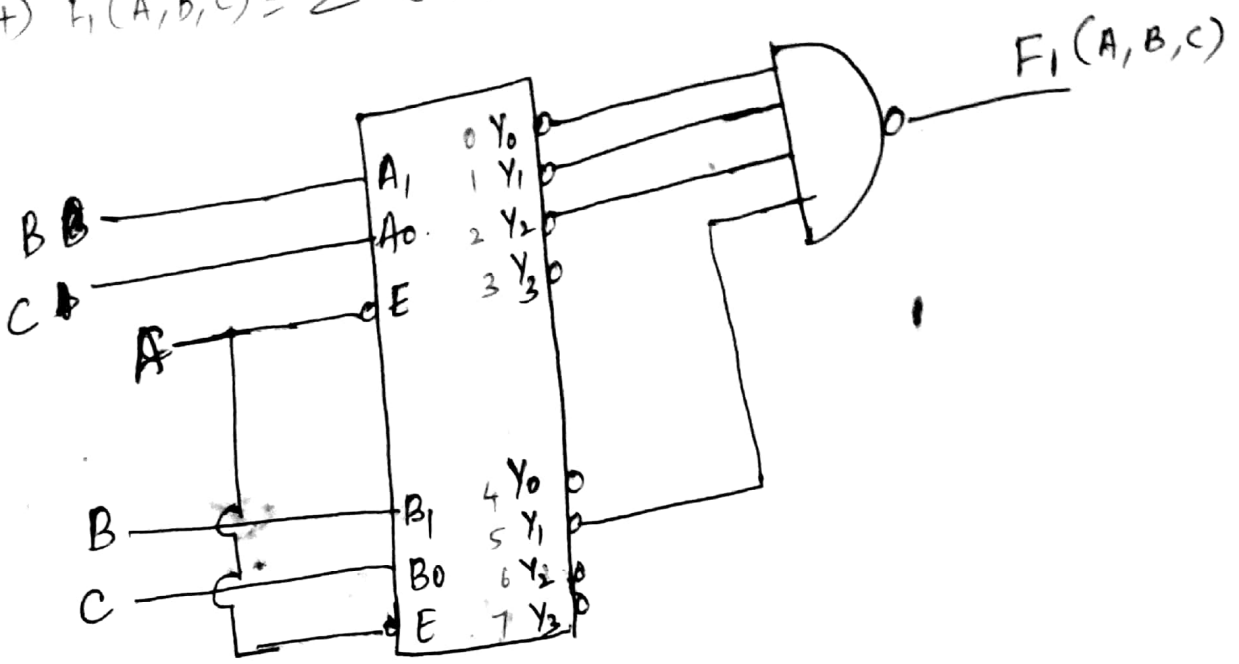 F₁(A, B, C) = Σ
F₁ (A, B, C)
0 Y₀
A₁ 1 Y₁
B
A₀ 2 Y₂
C
3 Y₃
E
A
4 Y₀
B B₁ 5 Y₁
C B₀ 6 Y₂
E 7 Y₃